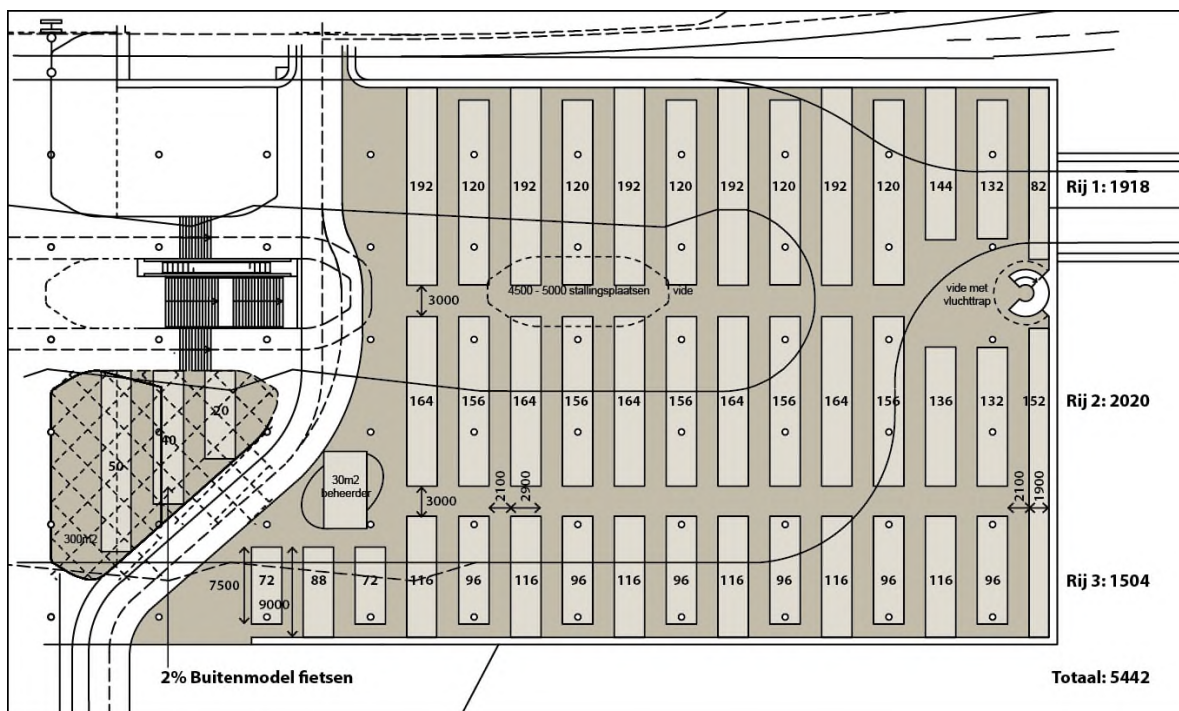 192 120 192 120 192 120 192 120 192 120 144 132 82 Rij 1: 1918
4500 - 5000 stallingsplaatsen vide
3000
vide met
vluchttrap
164 156 164 156 164 156 164 156 164 156 136 132 152 Rij 2: 2020
20
40
50
30m2
beheerder
3000
2100
2900
2100
1900
300m2
7500
9000
72 88 72 116 96 116 96 116 96 116 96 116 96 116 96 Rij 3: 1504
2% Buitenmodel fietsen
Totaal: 5442